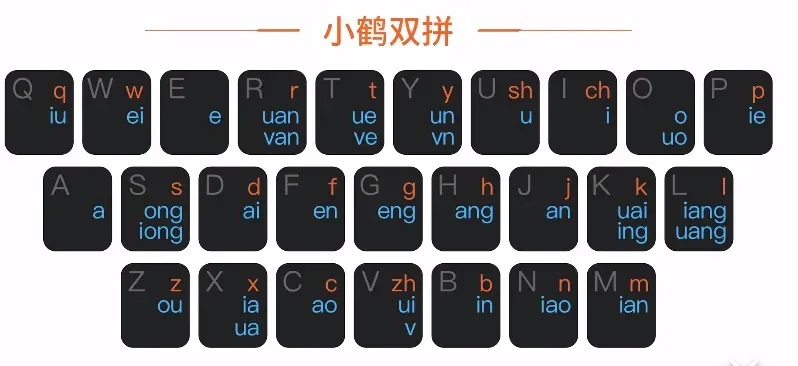 小鹤双拼
Q q iu
W w ei
E e
R r uan van
T t ue ve
Y y un vn
U sh u
I ch i
O o uo
P p ie
A a
S s ong iong
D d ai
F f en
G g eng
H h ang
J j an
K k uai ing
L l iang uang
Z z ou
X x ia ua
C c ao
V zh ui v
B b in
N n iao
M m ian